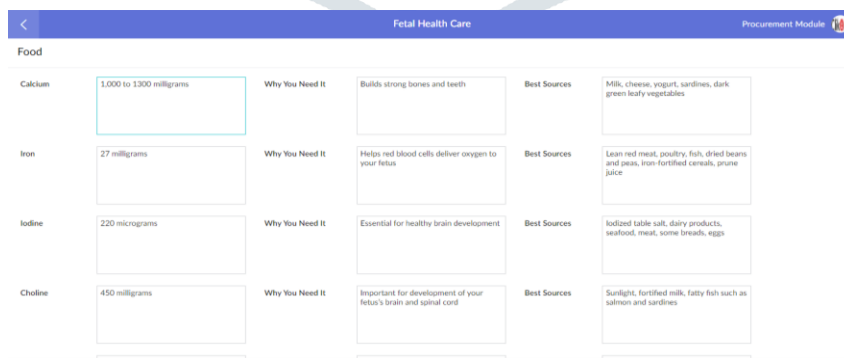 Fetal Health Care
Procurement Module
Food
Calcium
1,000 to 1300 milligrams
Why You Need It
Builds strong bones and teeth
Best Sources
Milk, cheese, yogurt, sardines, dark
green leafy vegetables
Iron
27 milligrams
Why You Need It
Helps red blood cells deliver oxygen to
your fetus
Best Sources
Lean red meat, poultry, fish, dried beans
and peas, iron-fortified cereals, prune
juice
Iodine
220 micrograms
Why You Need It
Essential for healthy brain development
Best Sources
Iodized table salt, dairy products,
seafood, meat, some breads, eggs
Choline
450 milligrams
Why You Need It
Important for development of your
fetus's brain and spinal cord
Best Sources
Sunlight, fortified milk, fatty fish such as
salmon and sardines